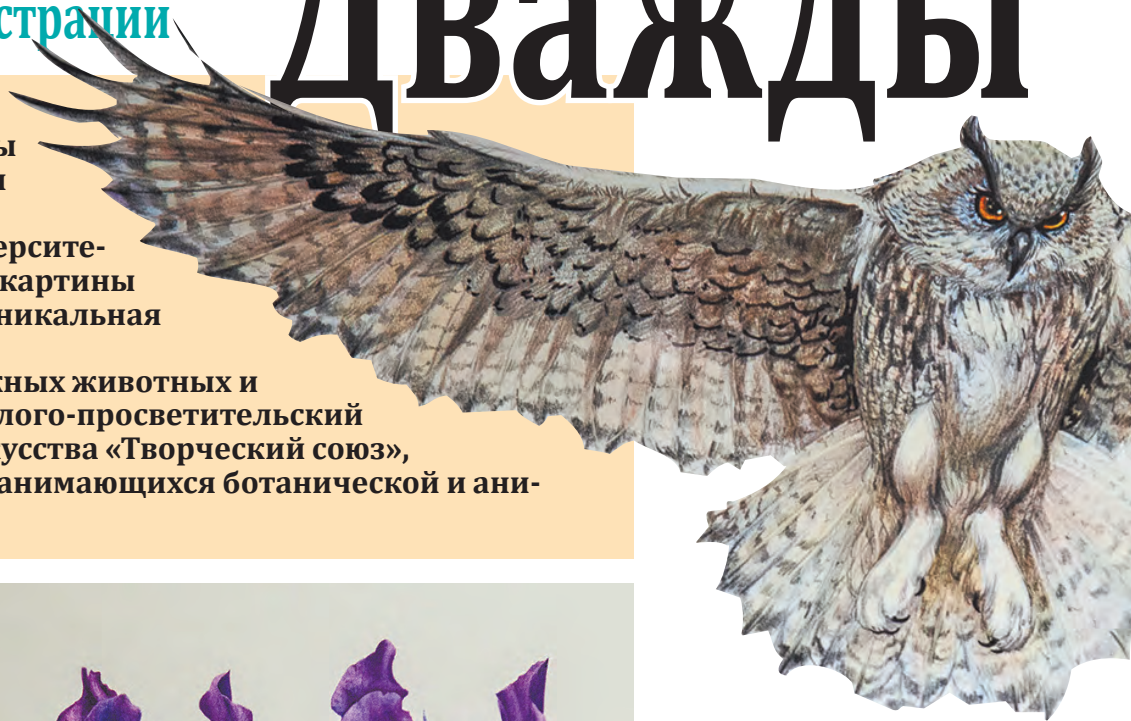 страции
Дважды
ы
ерсите-
картины
никальная
жных животных и
лого-просветительский
кусства «Творческий союз»,
анимающихся ботанической и ани-